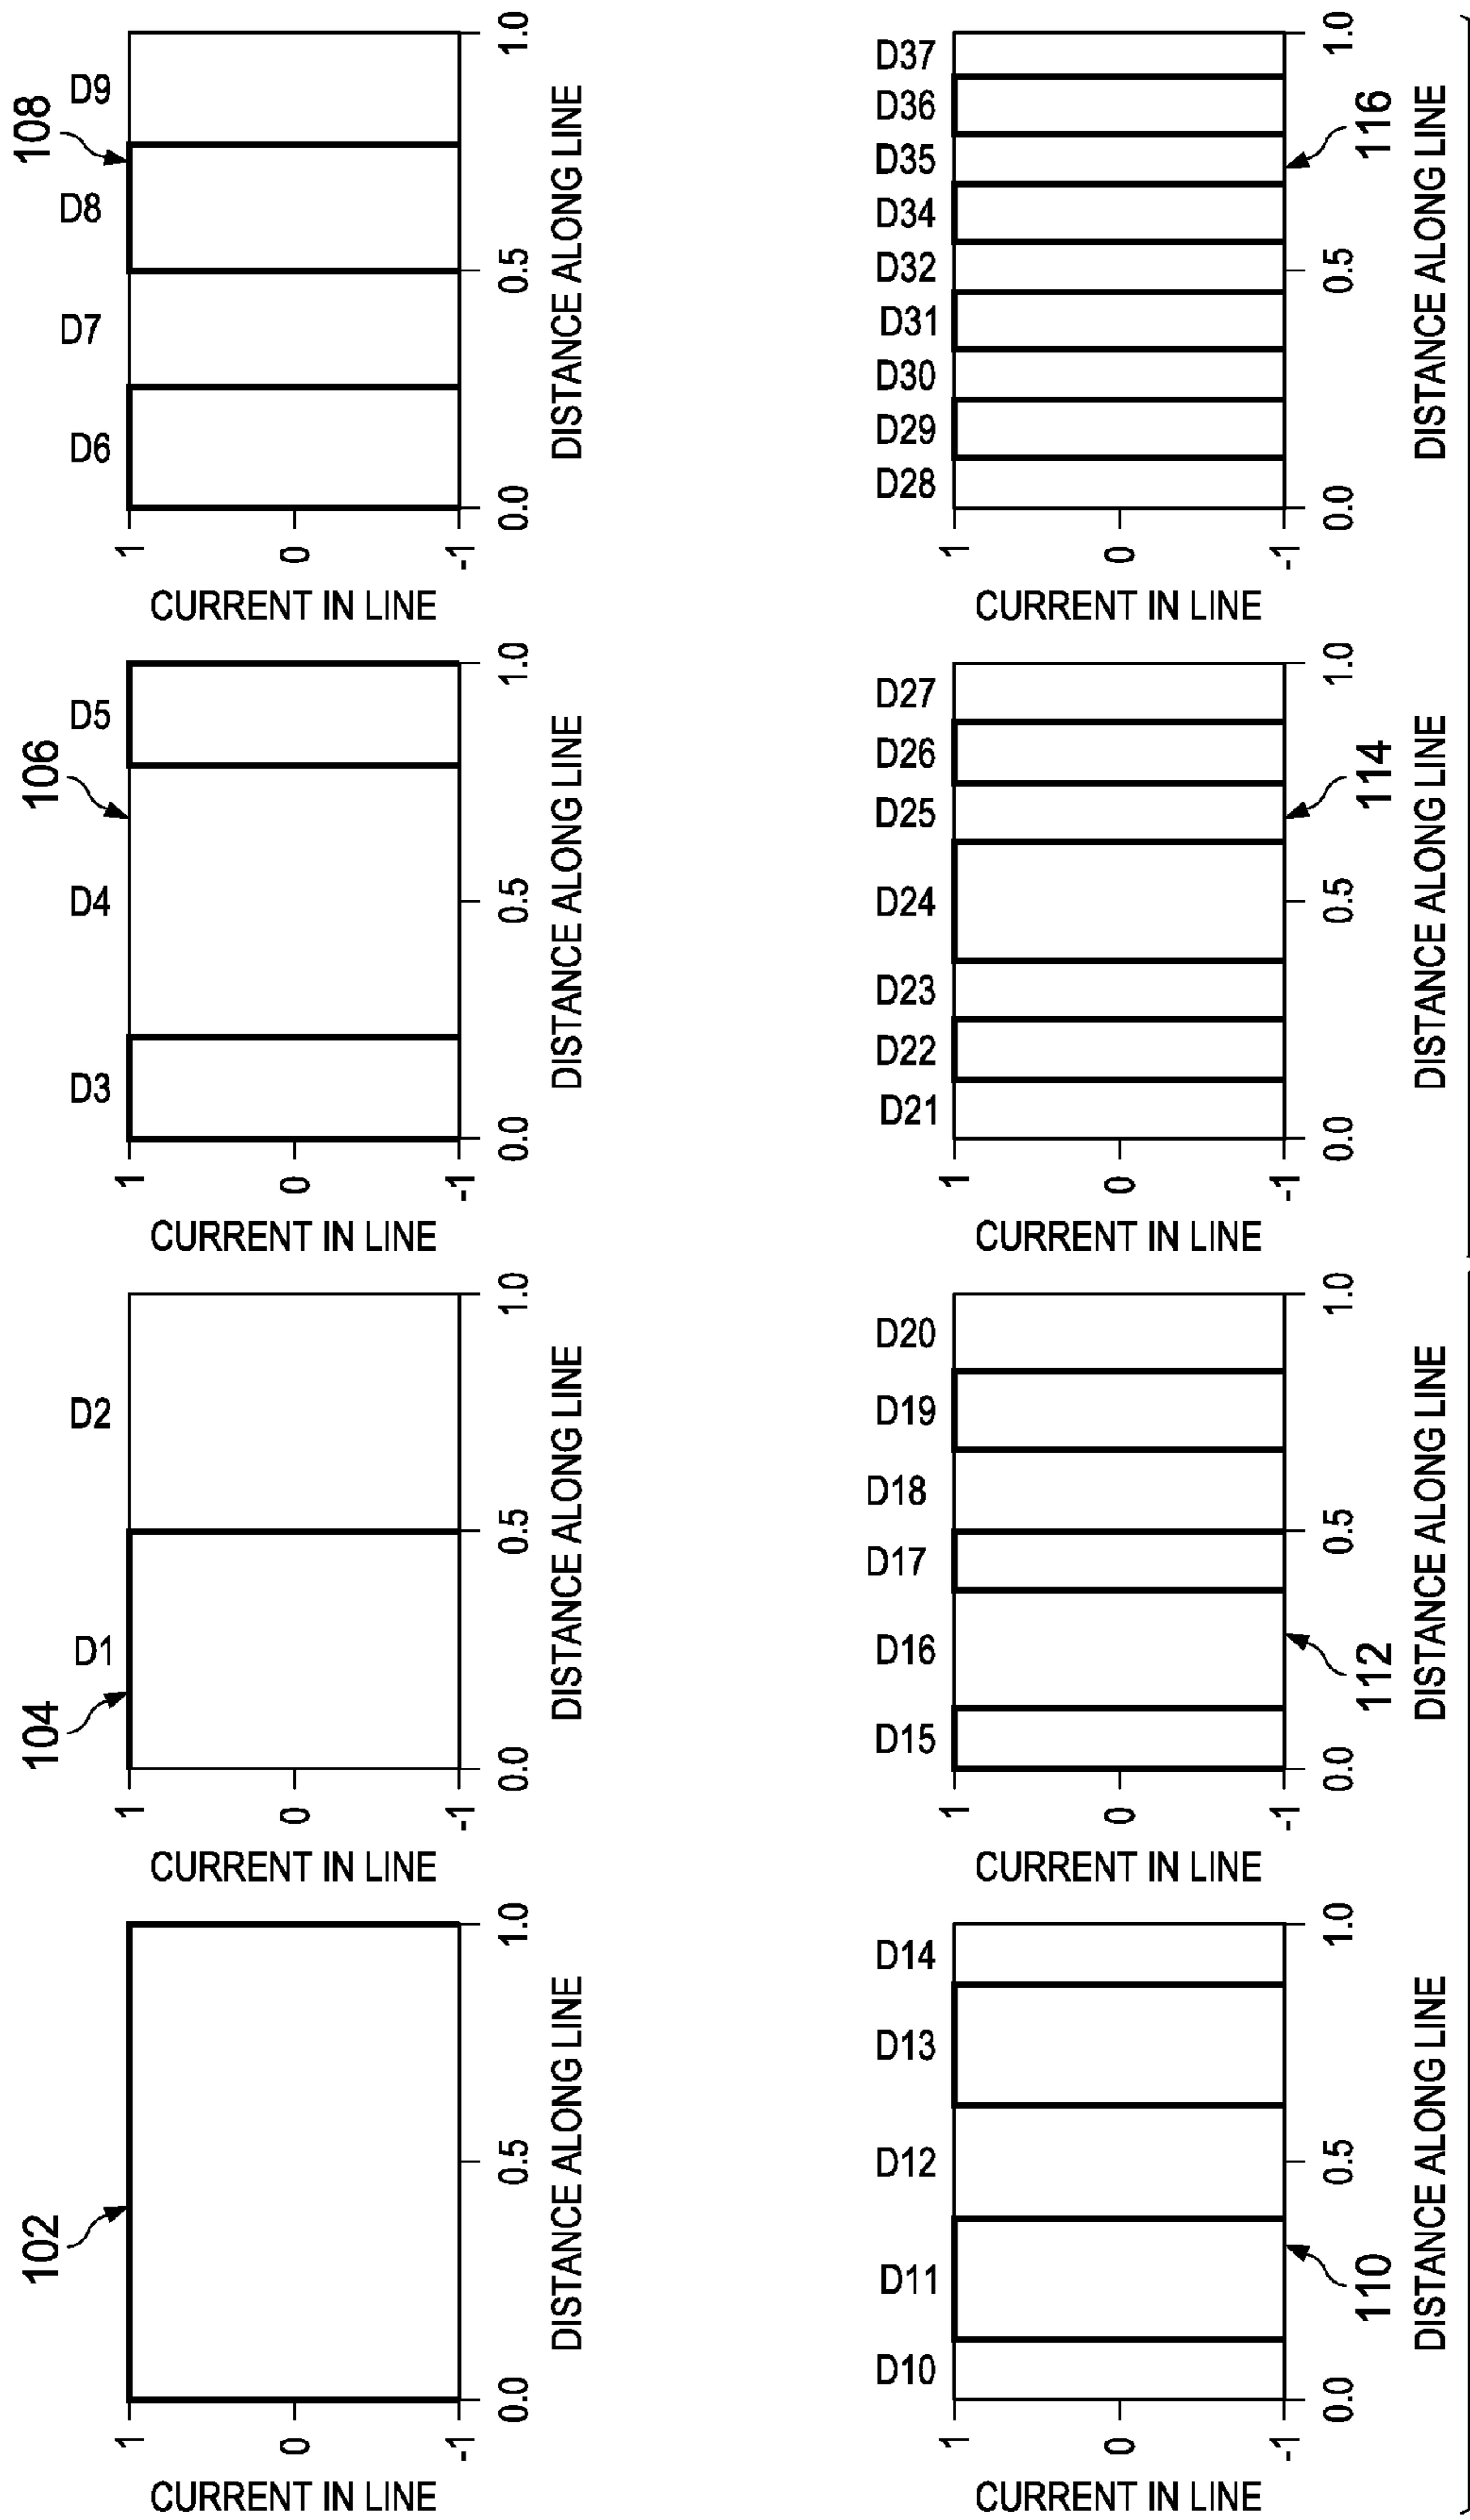 102
1
0
-1
CURRENT IN LINE
0.0
0.5
1.0
DISTANCE ALONG LINE
104
D1
D2
1
0
-1
CURRENT IN LINE
0.0
0.5
1.0
DISTANCE ALONG LINE
106
D3
D4
D5
1
0
-1
CURRENT IN LINE
0.0
0.5
1.0
DISTANCE ALONG LINE
108
D6
D7
D8
D9
1
0
-1
CURRENT IN LINE
0.0
0.5
1.0
DISTANCE ALONG LINE
D10
D11
D12
D13
D14
1
0
-1
CURRENT IN LINE
0.0
0.5
1.0
110
DISTANCE ALONG LINE
D15
D16
D17
D18
D19
D20
1
0
-1
CURRENT IN LINE
0.0
0.5
1.0
112
DISTANCE ALONG LINE
D21
D22
D23
D24
D25
D26
D27
1
0
-1
CURRENT IN LINE
0.0
0.5
1.0
114
DISTANCE ALONG LINE
D28
D29
D30
D31
D32
D34
D35
D36
D37
1
0
-1
CURRENT IN LINE
0.0
0.5
1.0
116
DISTANCE ALONG LINE